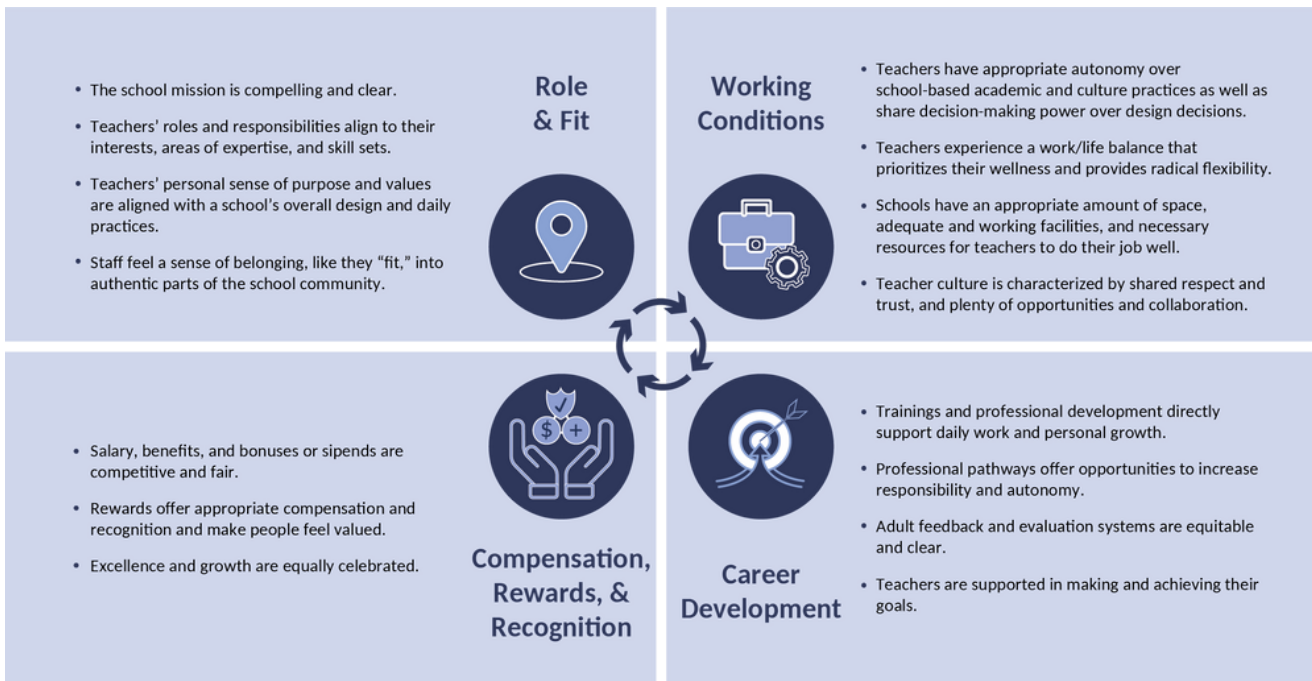 Role
& Fit
• The school mission is compelling and clear.
• Teachers' roles and responsibilities align to their
interests, areas of expertise, and skill sets.
• Teachers' personal sense of purpose and values
are aligned with a school's overall design and daily
practices.
• Staff feel a sense of belonging, like they “fit,” into
authentic parts of the school community.
Working
Conditions
• Teachers have appropriate autonomy over
school-based academic and culture practices as well as
share decision-making power over design decisions.
• Teachers experience a work/life balance that
prioritizes their wellness and provides radical flexibility.
• Schools have an appropriate amount of space,
adequate and working facilities, and necessary
resources for teachers to do their job well.
• Teacher culture is characterized by shared respect and
trust, and plenty of opportunities and collaboration.
$ +
Compensation,
Rewards, &
Recognition
• Salary, benefits, and bonuses or sipends are
competitive and fair.
• Rewards offer appropriate compensation and
recognition and make people feel valued.
• Excellence and growth are equally celebrated.
Career
Development
• Trainings and professional development directly
support daily work and personal growth.
• Professional pathways offer opportunities to increase
responsibility and autonomy.
• Adult feedback and evaluation systems are equitable
and clear.
• Teachers are supported in making and achieving their
goals.